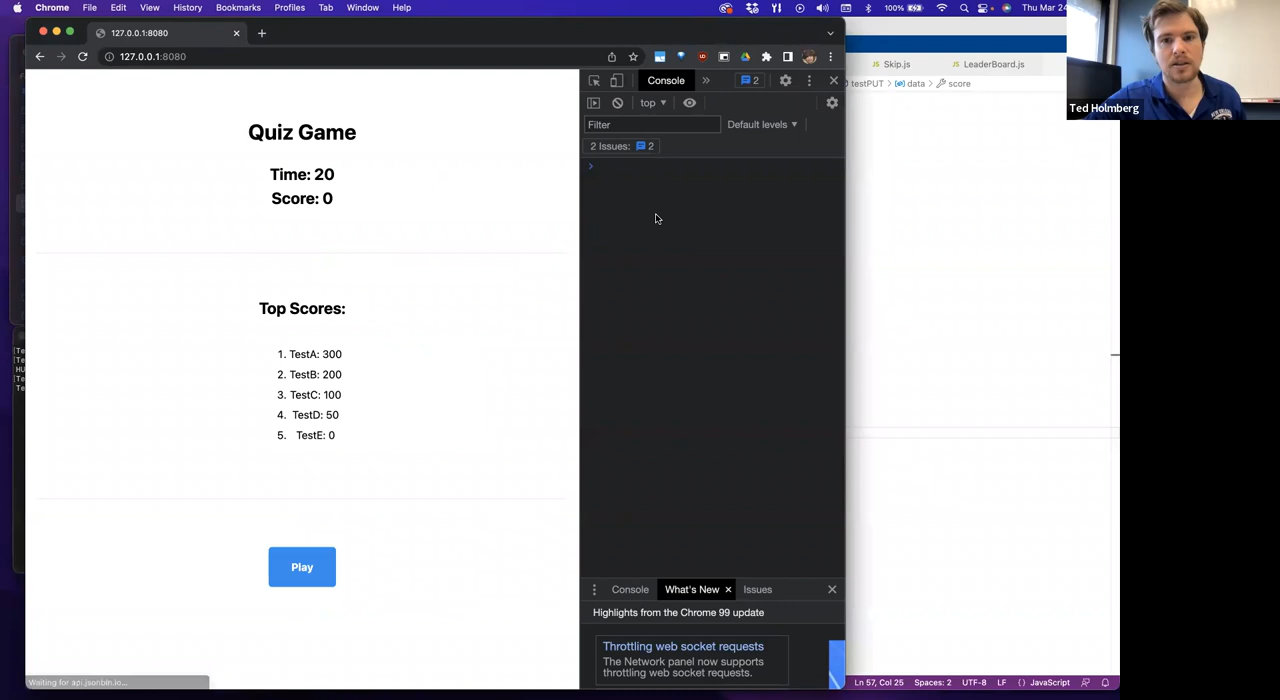 Chrome File Edit View History Bookmarks Profiles Tab Window Help 100% Thu Mar 24
127.0.0.1:8080
127.0.0.1:8080
Quiz Game
Time: 20
Score: 0
Top Scores:
1. TestA: 300
2. TestB: 200
3. TestC: 100
4. TestD: 50
5. TestE: 0
Play
Waiting for api.jsonbin.io...
Console 2
top
Filter Default levels
2 Issues: 2
Console What's New Issues
Highlights from the Chrome 99 update
Throttling web socket requests
The Network panel now supports
throttling web socket requests.
Skip.js LeaderBoard.js
testPUT data score
Ted Holmberg
Ln 57, Col 25 Spaces: 2 UTF-8 LF {} JavaScript